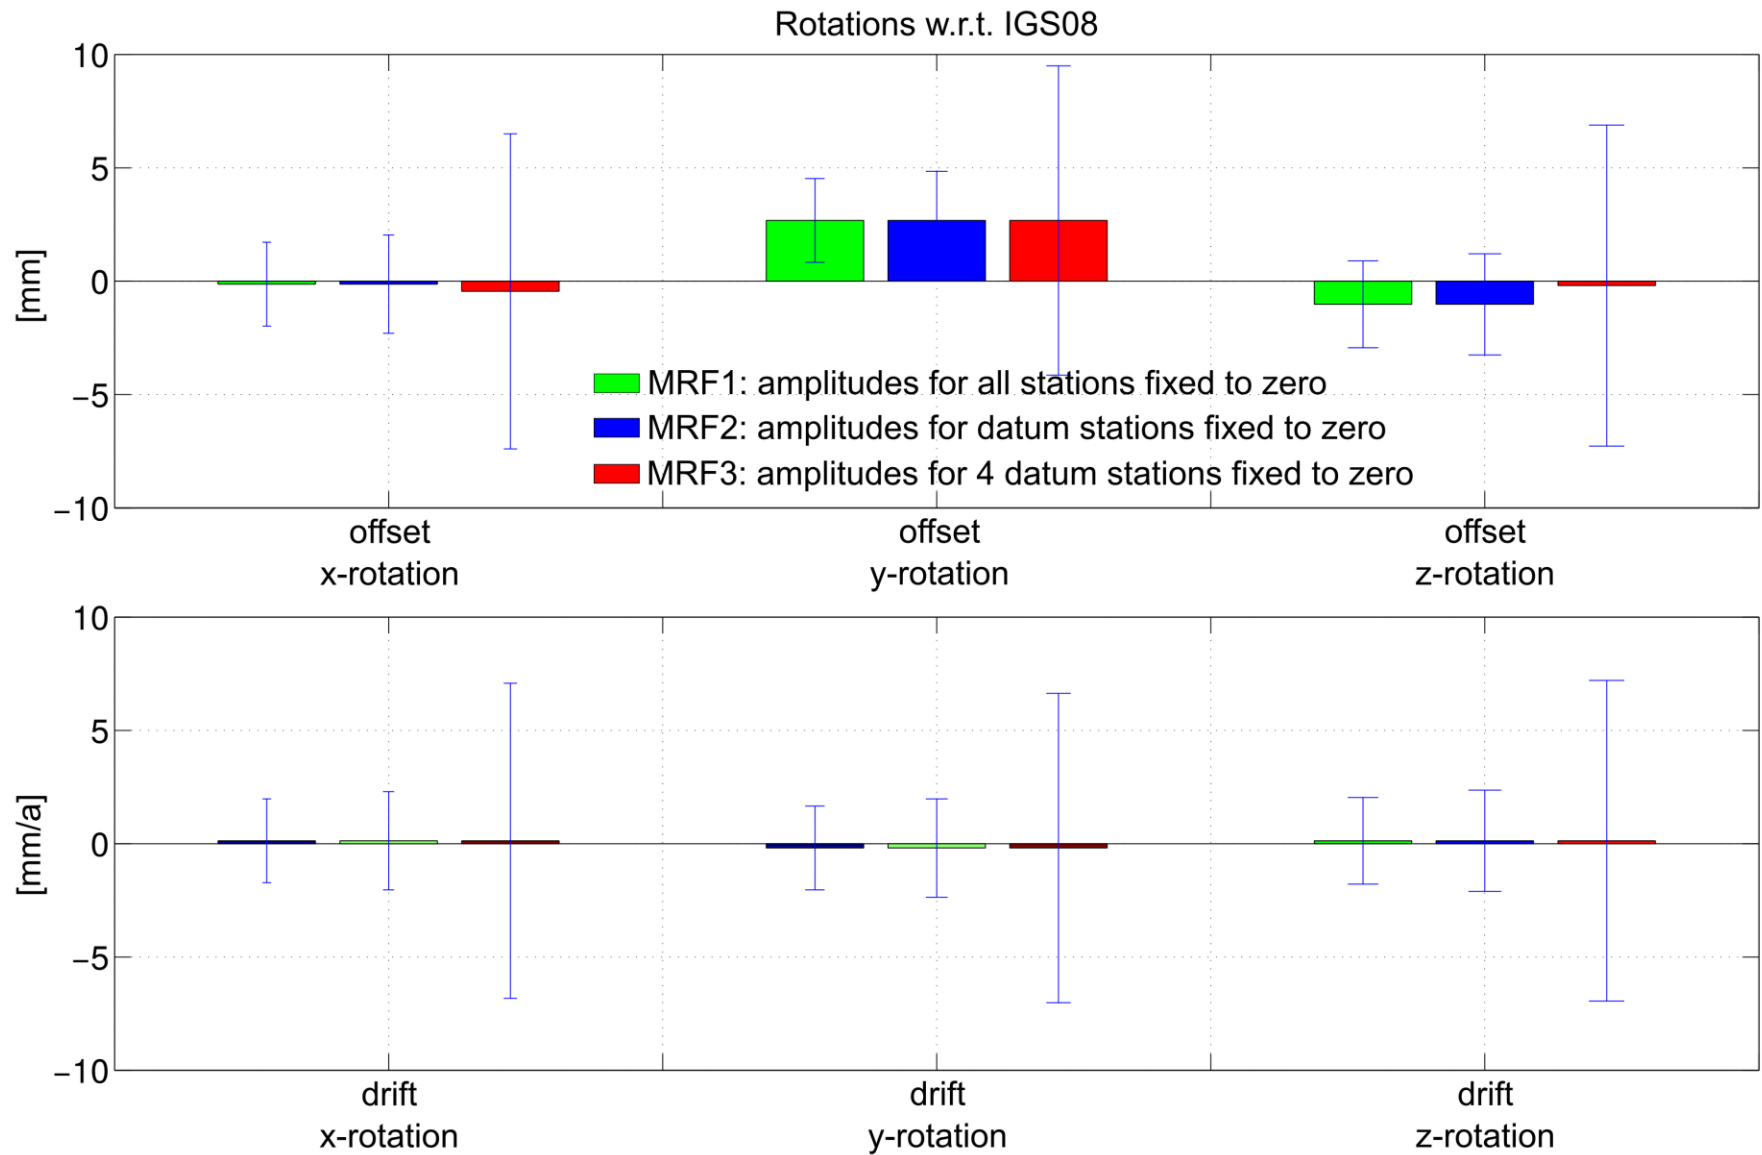 Rotations w.r.t. IGS08
10
5
0
−5
−10
[mm]
MRF1: amplitudes for all stations fixed to zero
MRF2: amplitudes for datum stations fixed to zero
MRF3: amplitudes for 4 datum stations fixed to zero
offset offset offset
x-rotation y-rotation z-rotation
10
5
0
−5
−10
[mm/a]
drift drift drift
x-rotation y-rotation z-rotation